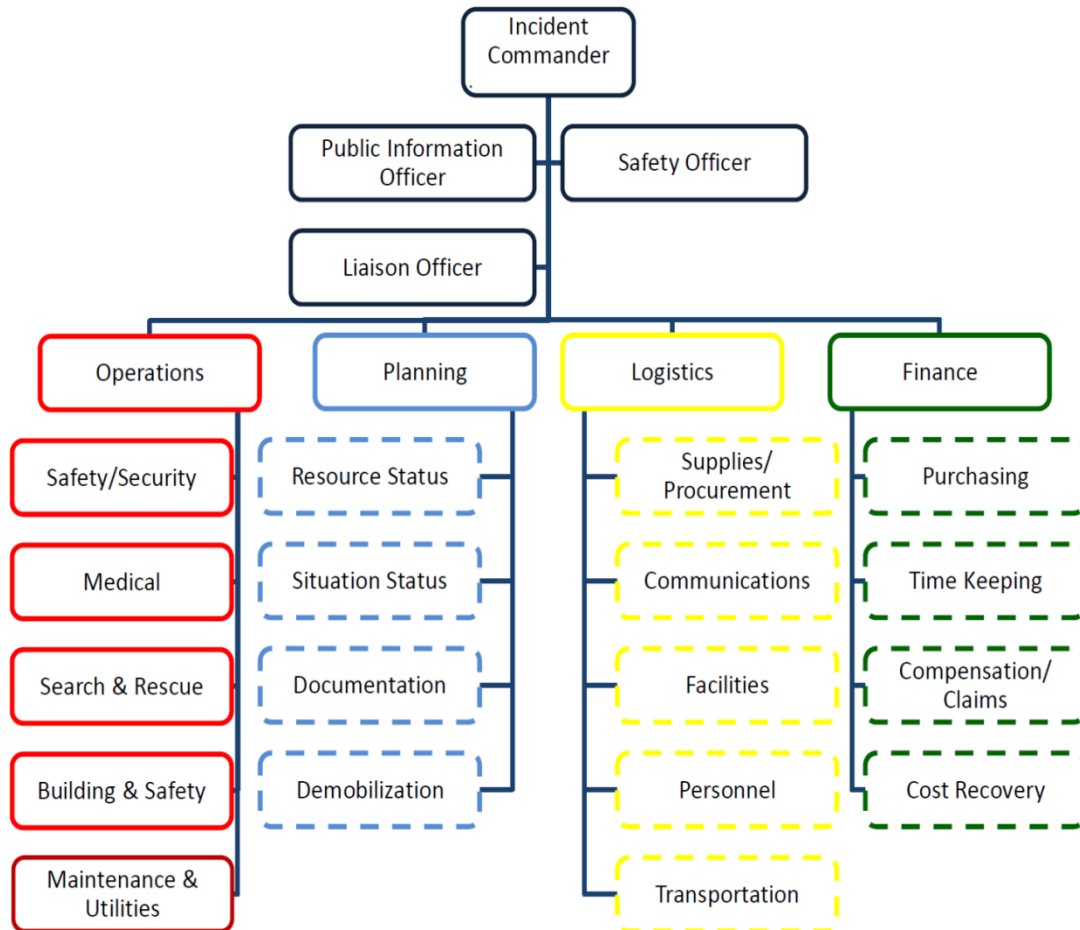 Incident
Commander
.
Public Information
Officer
Safety Officer
Liaison Officer
Operations
Planning
Logistics
Finance
Safety/Security
Resource Status
Supplies/
Procurement
Purchasing
Medical
Situation Status
Communications
Time Keeping
Search & Rescue
Documentation
Facilities
Compensation/
Claims
Building & Safety
Demobilization
Personnel
Cost Recovery
Maintenance &
Utilities
Transportation